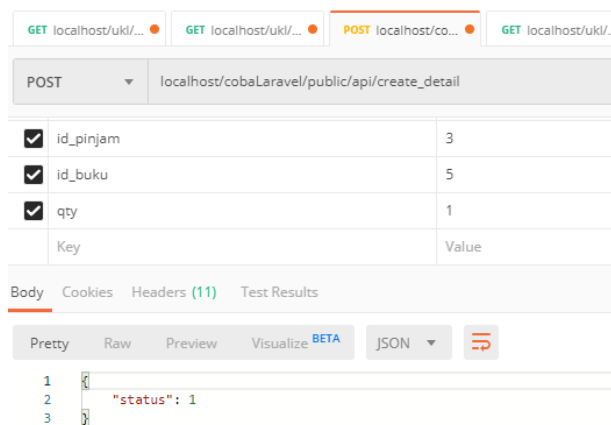 GET localhost/ukl/... GET localhost/ukl/... POST localhost/co... GET localhost/ukl/.
POST localhost/cobaLaravel/public/api/create_detail
id_pinjam 3
id_buku 5
qty 1
Key Value
Body Cookies Headers (11) Test Results
Pretty Raw Preview Visualize BETA JSON
1 {
2 "status": 1
3 }